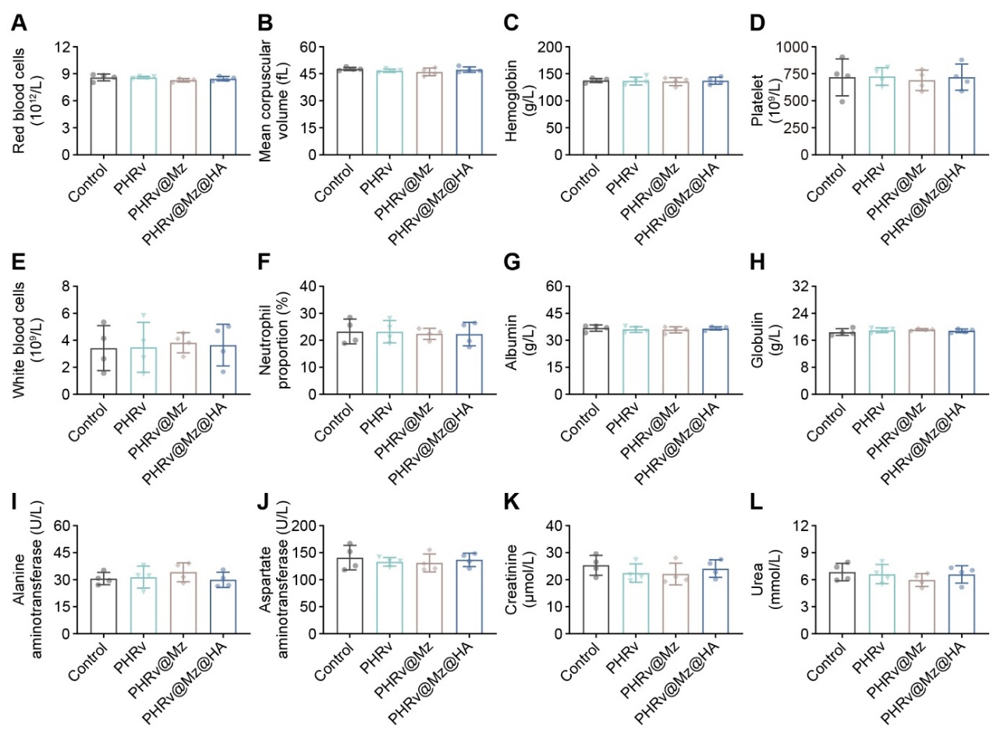 A
Red blood cells
(10¹²/L)
12
9
6
3
0
Control
PHRv
PHRv@Mz
PHRv@Mz@HA
B
Mean corpuscular
volume (fL)
60
45
30
15
0
Control
PHRv
PHRv@Mz
PHRv@Mz@HA
C
Hemoglobin
(g/L)
200
150
100
50
0
Control
PHRv
PHRv@Mz
PHRv@Mz@HA
D
Platelet
(10⁹/L)
1000
750
500
250
0
Control
PHRv
PHRv@Mz
PHRv@Mz@HA
E
White blood cells
(10⁹/L)
8
6
4
2
0
Control
PHRv
PHRv@Mz
PHRv@Mz@HA
F
Neutrophil
proportion (%)
40
30
20
10
0
Control
PHRv
PHRv@Mz
PHRv@Mz@HA
G
Albumin
(g/L)
60
45
30
15
0
Control
PHRv
PHRv@Mz
PHRv@Mz@HA
H
Globulin
(g/L)
32
24
16
8
0
Control
PHRv
PHRv@Mz
PHRv@Mz@HA
I
Alanine
aminotransferase (U/L)
60
45
30
15
0
Control
PHRv
PHRv@Mz
PHRv@Mz@HA
J
Aspartate
aminotransferase (U/L)
200
150
100
50
0
Control
PHRv
PHRv@Mz
PHRv@Mz@HA
K
Creatinine
(μmol/L)
40
30
20
10
0
Control
PHRv
PHRv@Mz
PHRv@Mz@HA
L
Urea
(mmol/L)
12
9
6
3
0
Control
PHRv
PHRv@Mz
PHRv@Mz@HA